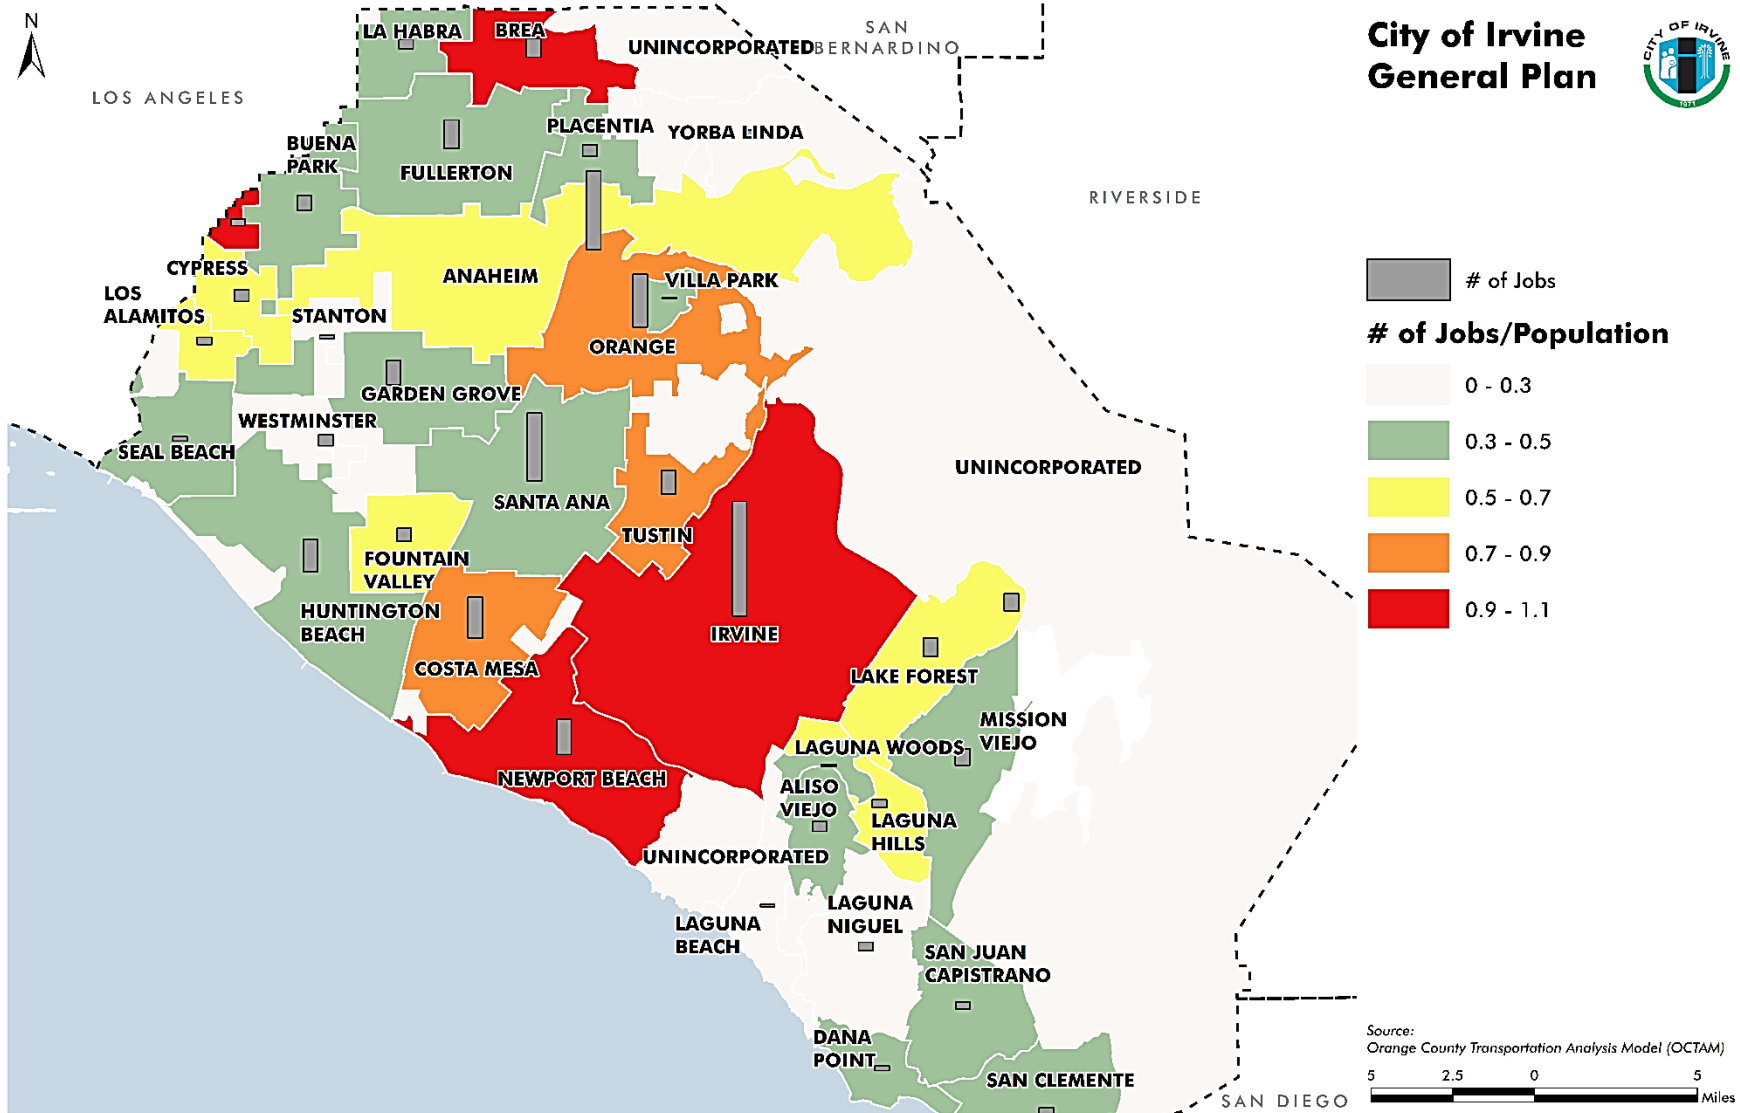 N
LOS ANGELES
LA HABRA
BREA
UNINCORPORATED
SAN
BERNARDINO
BUENA
PARK
FULLERTON
PLACENTIA
YORBA LINDA
RIVERSIDE
CYPRESS
LOS
ALAMITOS
STANTON
ANAHEIM
VILLA PARK
ORANGE
GARDEN GROVE
WESTMINSTER
SEAL BEACH
SANTA ANA
UNINCORPORATED
TUSTIN
FOUNTAIN
VALLEY
HUNTINGTON
BEACH
COSTA MESA
IRVINE
LAKE FOREST
MISSION
VIEJO
LAGUNA WOODS
NEWPORT BEACH
ALISO
VIEJO
LAGUNA
HILLS
UNINCORPORATED
LAGUNA
BEACH
LAGUNA
NIGUEL
SAN JUAN
CAPISTRANO
DANA
POINT
SAN CLEMENTE
SAN DIEGO
City of Irvine
General Plan
CITY OF IRVINE
1971
# of Jobs
# of Jobs/Population
0 - 0.3
0.3 - 0.5
0.5 - 0.7
0.7 - 0.9
0.9 - 1.1
Source:
Orange County Transportation Analysis Model (OCTAM)
5 2.5 0 5
Miles